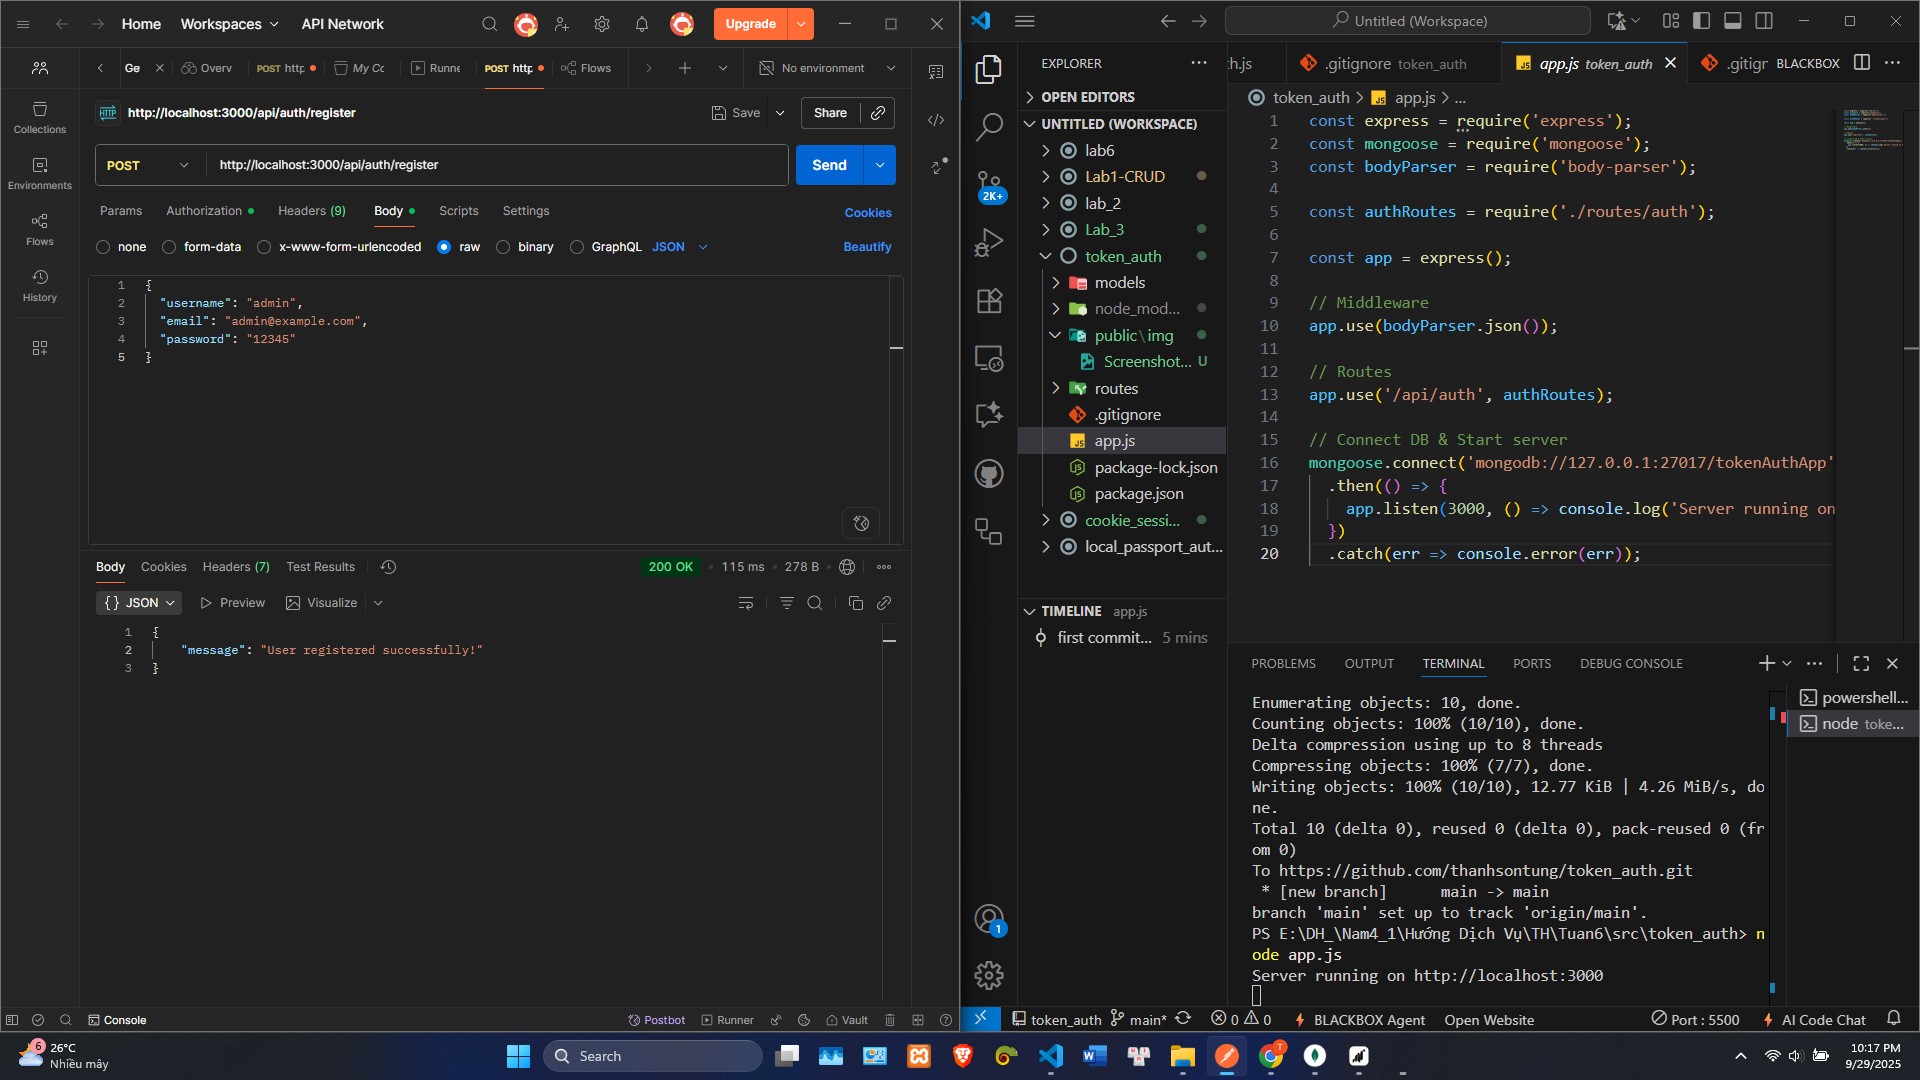 Home Workspaces API Network Upgrade
Ge Overv POST http My Cc Runne POST http Flows No environment
Collections
Environments
Flows
History
http://localhost:3000/api/auth/register Save Share
POST http://localhost:3000/api/auth/register Send
Params Authorization Headers (9) Body Scripts Settings Cookies
none form-data x-www-form-urlencoded raw binary GraphQL JSON Beautify
1 {
2 "username": "admin",
3 "email": "admin@example.com",
4 "password": "12345"
5 }
Body Cookies Headers (7) Test Results 200 OK • 115 ms • 278 B
{} JSON Preview Visualize
1 {
2 "message": "User registered successfully!"
3 }
Console Postbot Runner Vault
Untitled (Workspace)
2K+
1
EXPLORER
OPEN EDITORS
UNTITLED (WORKSPACE)
lab6
Lab1-CRUD
lab_2
Lab_3
token_auth
models
node_mod...
public\img
Screenshot... U
routes
.gitignore
app.js
package-lock.json
package.json
cookie_sessi...
local_passport_aut...
TIMELINE app.js
first commit... 5 mins
th.js .gitignore token_auth JS app.js token_auth .gitigr BLACKBOX
token_auth > JS app.js > ...
1 const express = require('express');
2 const mongoose = require('mongoose');
3 const bodyParser = require('body-parser');
4
5 const authRoutes = require('./routes/auth');
6
7 const app = express();
8
9 // Middleware
10 app.use(bodyParser.json());
11
12 // Routes
13 app.use('/api/auth', authRoutes);
14
15 // Connect DB & Start server
16 mongoose.connect('mongodb://127.0.0.1:27017/tokenAuthApp'
17 .then(() => {
18 app.listen(3000, () => console.log('Server running on
19 })
20 .catch(err => console.error(err));
PROBLEMS OUTPUT TERMINAL PORTS DEBUG CONSOLE
powershell...
node toke...
Enumerating objects: 10, done.
Counting objects: 100% (10/10), done.
Delta compression using up to 8 threads
Compressing objects: 100% (7/7), done.
Writing objects: 100% (10/10), 12.77 KiB | 4.26 MiB/s, do
ne.
Total 10 (delta 0), reused 0 (delta 0), pack-reused 0 (fr
om 0)
To https://github.com/thanhsontung/token_auth.git
* [new branch] main -> main
branch 'main' set up to track 'origin/main'.
PS E:\DH_\Nam4_1\Hướng Dịch Vụ\TH\Tuan6\src\token_auth> n
ode app.js
Server running on http://localhost:3000
token_auth main* 0 0 BLACKBOX Agent Open Website Port : 5500 AI Code Chat
6 26°C
Nhiều mây
Search
10:17 PM
9/29/2025